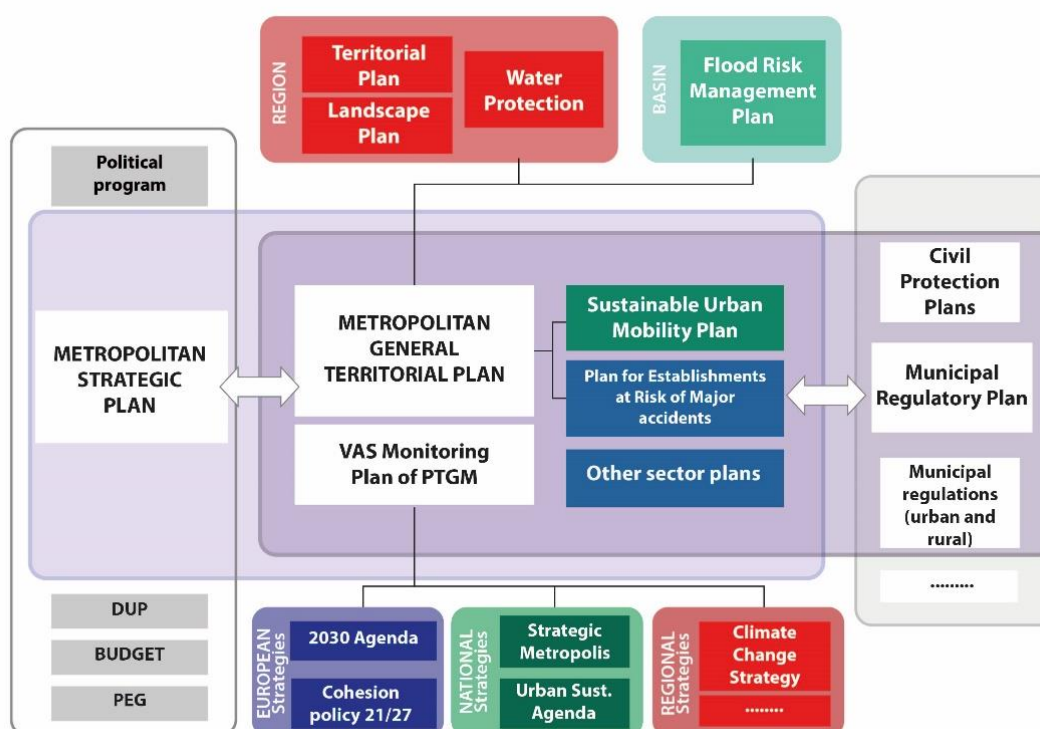 REGION
Territorial
Plan
Landscape
Plan
Water
Protection
BASIN
Flood Risk
Management
Plan
Political
program
METROPOLITAN
STRATEGIC
PLAN
DUP
BUDGET
PEG
METROPOLITAN
GENERAL
TERRITORIAL PLAN
VAS Monitoring
Plan of PTGM
Sustainable Urban
Mobility Plan
Plan for Establishments
at Risk of Major
accidents
Other sector plans
Civil
Protection
Plans
Municipal
Regulatory Plan
Municipal
regulations
(urban and
rural)
.........
EUROPEAN
Strategies
2030 Agenda
Cohesion
policy 21/27
NATIONAL
Strategies
Strategic
Metropolis
Urban Sust.
Agenda
REGIONAL
Strategies
Climate
Change
Strategy
........